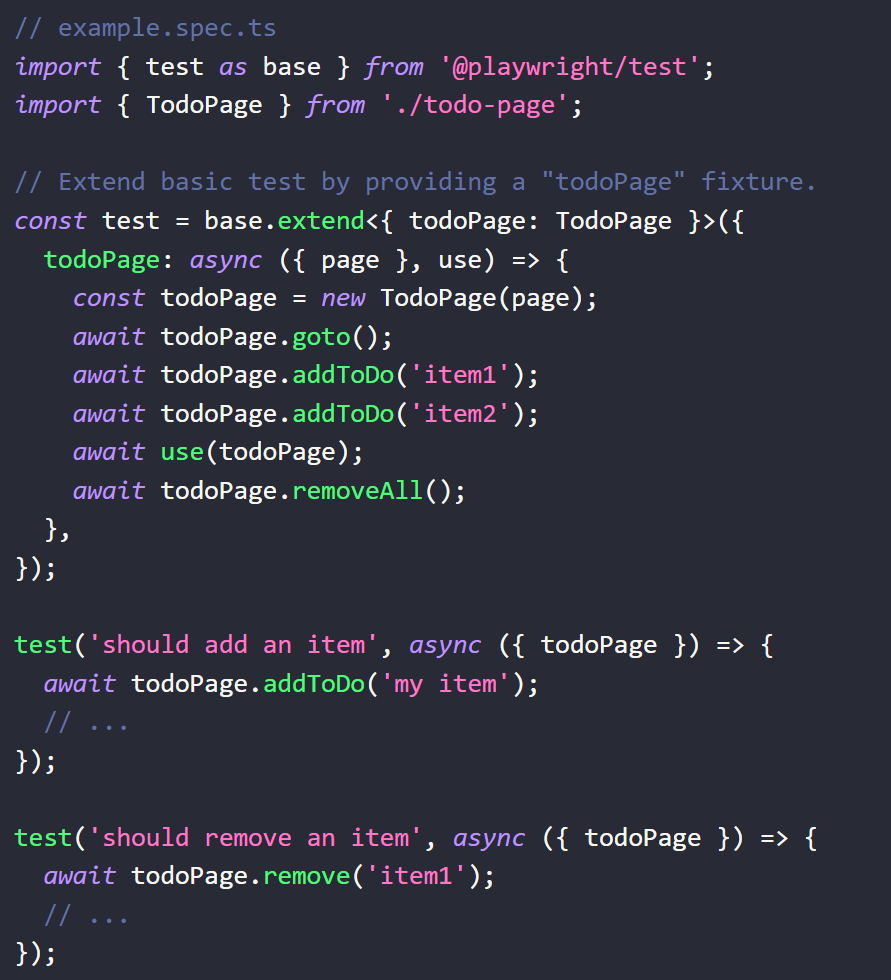 // example.spec.ts
import { test as base } from '@playwright/test';
import { TodoPage } from './todo-page';

// Extend basic test by providing a "todoPage" fixture.
const test = base.extend<{ todoPage: TodoPage }>({
  todoPage: async ({ page }, use) => {
    const todoPage = new TodoPage(page);
    await todoPage.goto();
    await todoPage.addToDo('item1');
    await todoPage.addToDo('item2');
    await use(todoPage);
    await todoPage.removeAll();
  },
});

test('should add an item', async ({ todoPage }) => {
  await todoPage.addToDo('my item');
  // ...
});

test('should remove an item', async ({ todoPage }) => {
  await todoPage.remove('item1');
  // ...
});